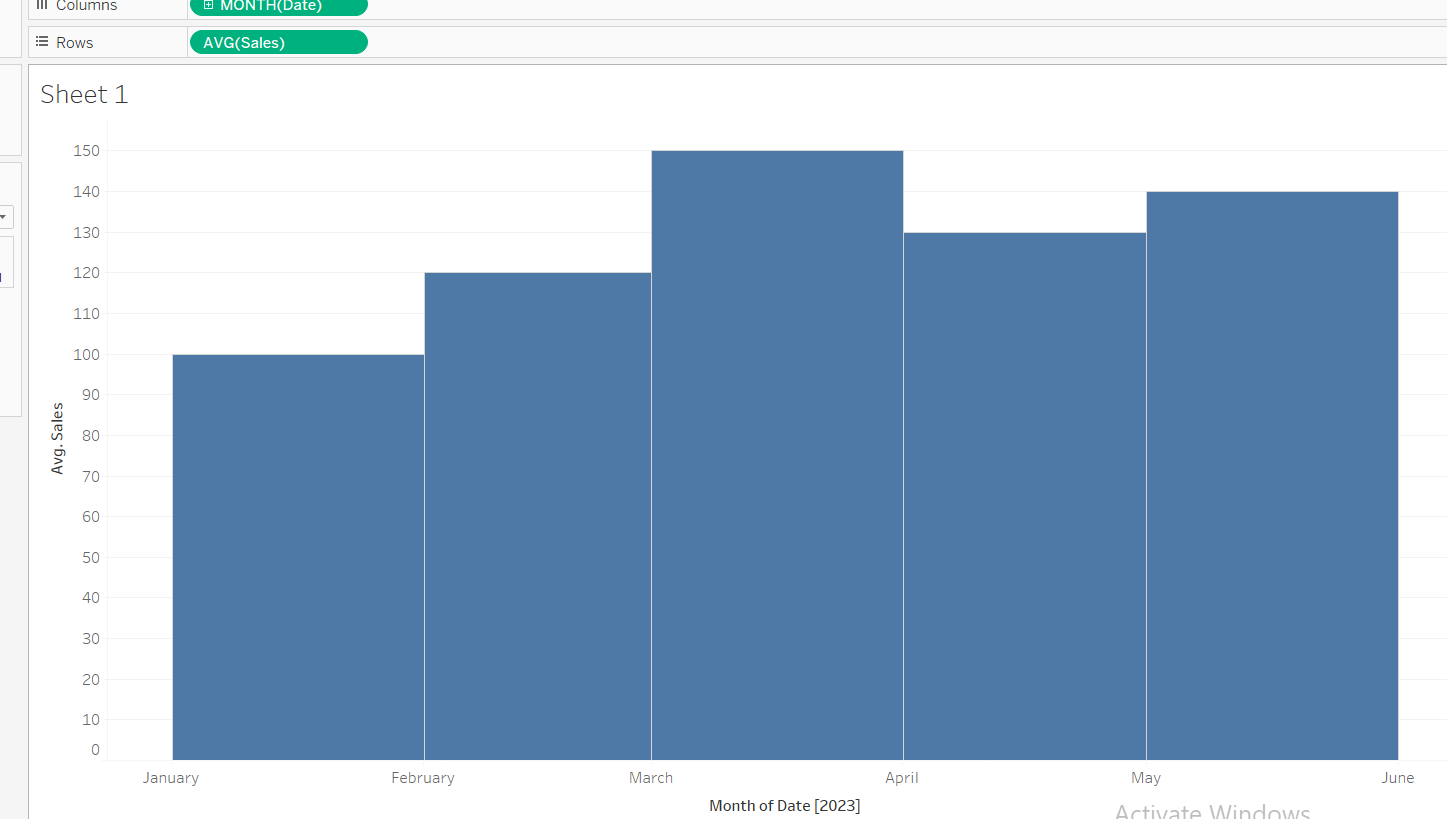 Columns
MONTH(Date)
Rows
AVG(Sales)
Sheet 1
150
140
130
120
110
100
90
80
70
60
50
40
30
20
10
0
Avg. Sales
January February March April May June
Month of Date [2023]
Activate Windows